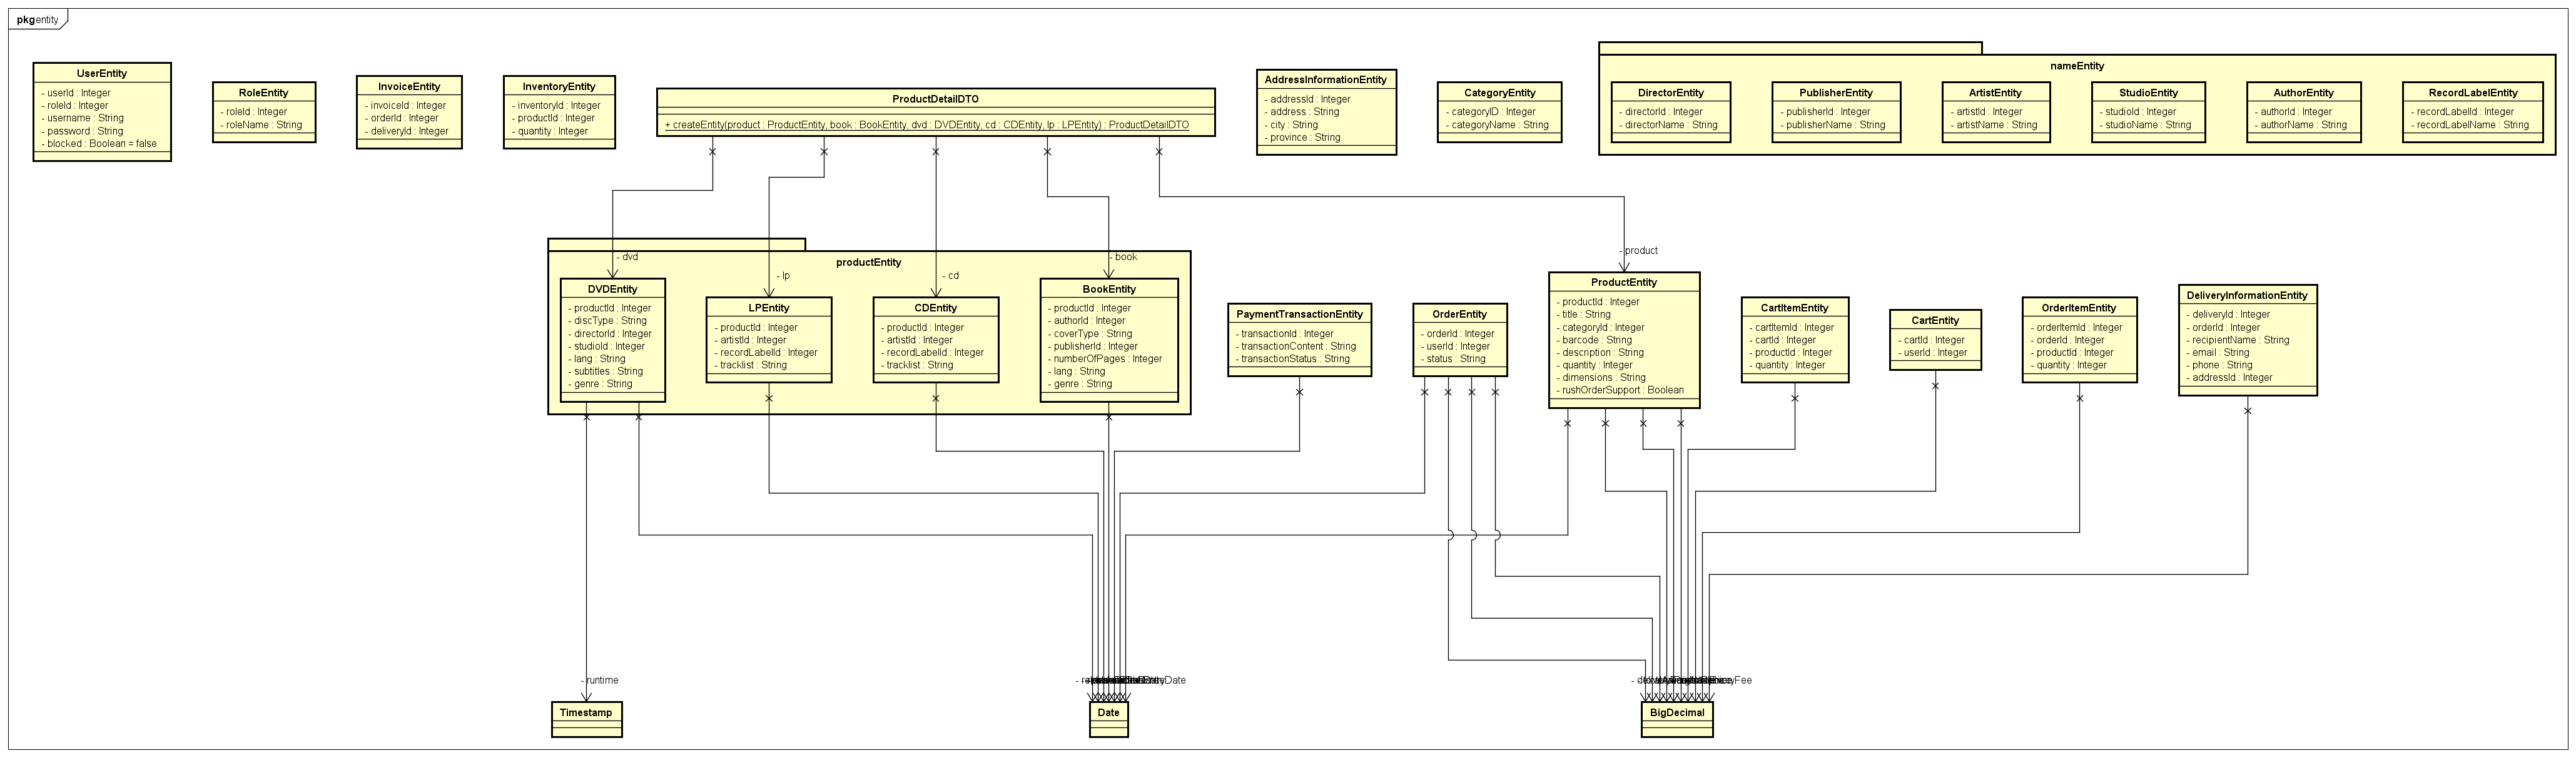 pkg entity
UserEntity
- userId : Integer
- roleId : Integer
- username : String
- password : String
- blocked : Boolean = false
RoleEntity
- roleId : Integer
- roleName : String
InvoiceEntity
- invoiceId : Integer
- orderId : Integer
- deliveryId : Integer
InventoryEntity
- inventoryId : Integer
- productId : Integer
- quantity : Integer
ProductDetailDTO
+ createEntity(product : ProductEntity, book : BookEntity, dvd : DVDEntity, cd : CDEntity, lp : LPEntity) : ProductDetailDTO
AddressInformationEntity
- addressId : Integer
- address : String
- city : String
- province : String
CategoryEntity
- categoryID : Integer
- categoryName : String
nameEntity
DirectorEntity
- directorId : Integer
- directorName : String
PublisherEntity
- publisherId : Integer
- publisherName : String
ArtistEntity
- artistId : Integer
- artistName : String
StudioEntity
- studioId : Integer
- studioName : String
AuthorEntity
- authorId : Integer
- authorName : String
RecordLabelEntity
- recordLabelId : Integer
- recordLabelName : String
productEntity
- dvd
- lp
- cd
- book
- product
DVDEntity
- productId : Integer
- discType : String
- directorId : Integer
- studioId : Integer
- lang : String
- subtitles : String
- genre : String
LPEntity
- productId : Integer
- artistId : Integer
- recordLabelId : Integer
- tracklist : String
CDEntity
- productId : Integer
- artistId : Integer
- recordLabelId : Integer
- tracklist : String
BookEntity
- productId : Integer
- authorId : Integer
- coverType : String
- publisherId : Integer
- numberOfPages : Integer
- lang : String
- genre : String
PaymentTransactionEntity
- transactionId : Integer
- transactionContent : String
- transactionStatus : String
OrderEntity
- orderId : Integer
- userId : Integer
- status : String
ProductEntity
- productId : Integer
- title : String
- categoryId : Integer
- barcode : String
- description : String
- quantity : Integer
- dimensions : String
- rushOrderSupport : Boolean
CartItemEntity
- cartItemId : Integer
- cartId : Integer
- productId : Integer
- quantity : Integer
CartEntity
- cartId : Integer
- userId : Integer
OrderItemEntity
- orderItemId : Integer
- orderId : Integer
- productId : Integer
- quantity : Integer
DeliveryInformationEntity
- deliveryId : Integer
- orderId : Integer
- recipientName : String
- email : String
- phone : String
- addressId : Integer
- runtime
Timestamp
Date
BigDecimal